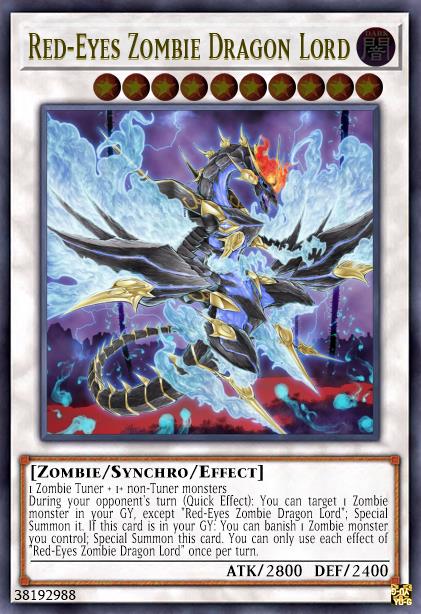 RED-EYES ZOMBIE DRAGON LORD
DARK
闇
[ZOMBIE/SYNCHRO/EFFECT]
1 Zombie Tuner + 1+ non-Tuner monsters
During your opponent's turn (Quick Effect): You can target 1 Zombie
monster in your GY, except "Red-Eyes Zombie Dragon Lord"; Special
Summon it. If this card is in your GY: You can banish 1 Zombie monster
you control; Special Summon this card. You can only use each effect of
"Red-Eyes Zombie Dragon Lord" once per turn.
ATK/2800 DEF/2400
38192988